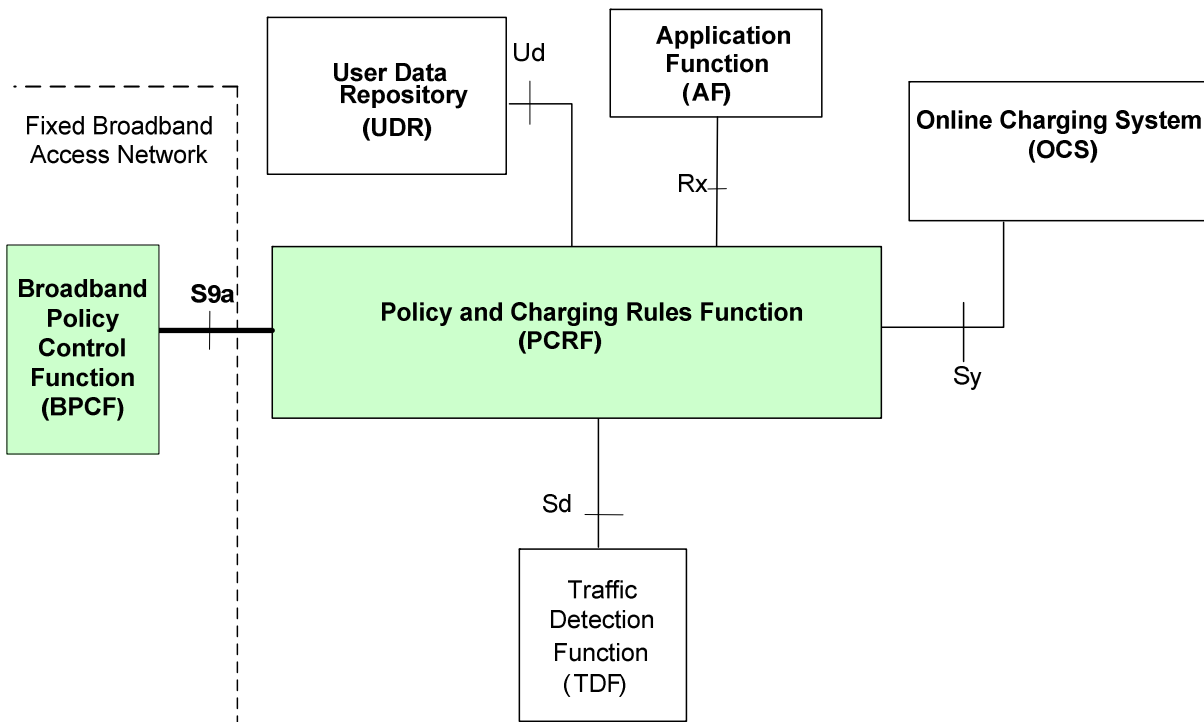 User Data
Repository
(UDR)
Ud
Application
Function
(AF)
Online Charging System
(OCS)
Fixed Broadband
Access Network
Rx
Broadband
Policy
Control
Function
(BPCF)
S9a
Policy and Charging Rules Function
(PCRF)
Sy
Sd
Traffic
Detection
Function
(TDF)